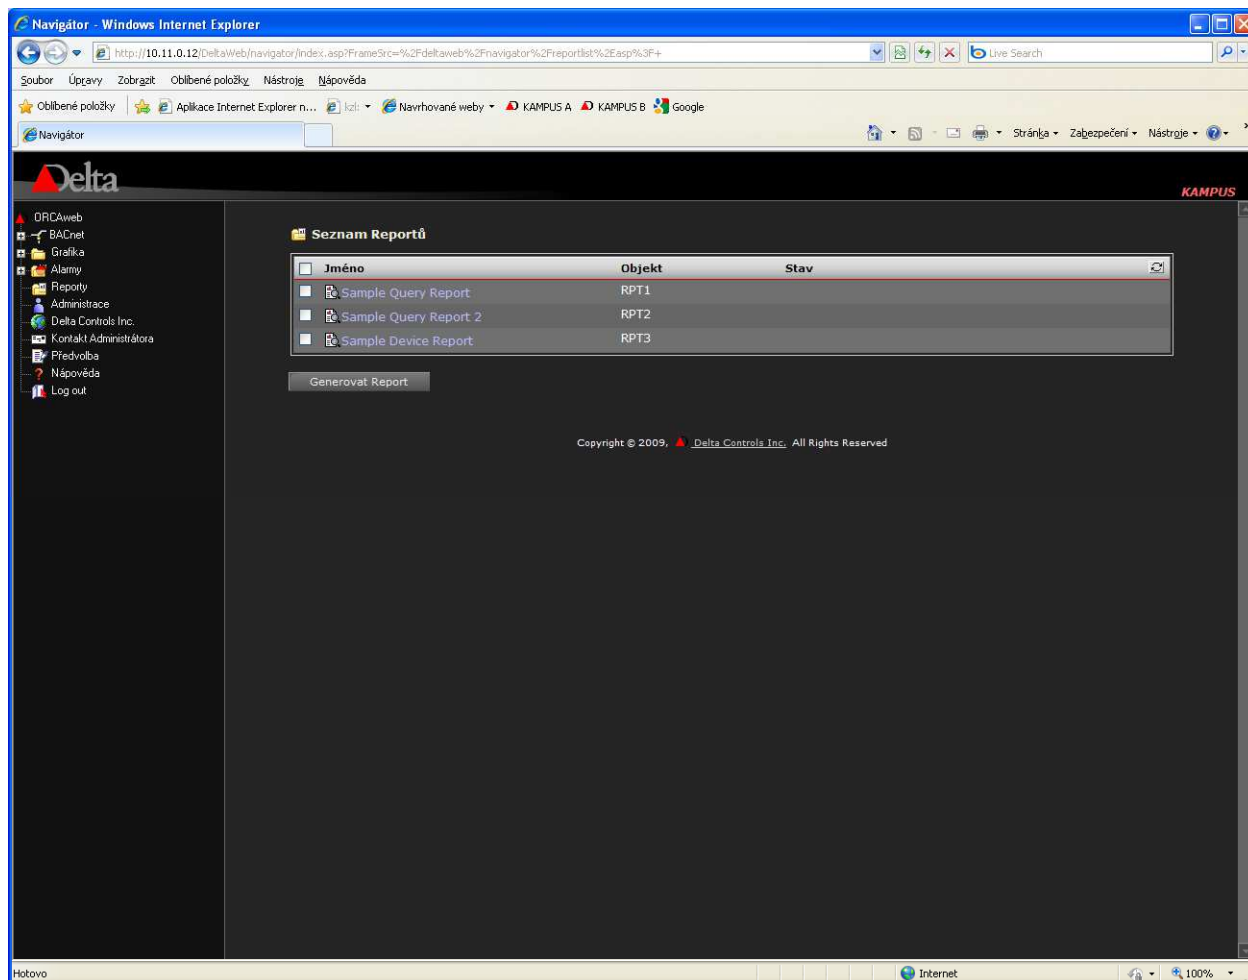 Navigátor - Windows Internet Explorer
http://10.11.0.12/DeltaWeb/navigator/index.asp?FrameSrc=%2Fdeltaweb%2Fnavigator%2Freportlist%2Easp%3F+
Live Search
Soubor Úpravy Zobrazit Oblíbené položky Nástroje Nápověda
Oblíbené položky Aplikace Internet Explorer n... kzl: Navrhované weby KAMPUS A KAMPUS B Google
Navigátor
Stránka Zabezpečení Nástroje »
Delta
KAMPUS
ORCAweb
BACnet
Grafika
Alarmy
Reporty
Administrace
Delta Controls Inc.
Kontakt Administrátora
Předvolba
Nápověda
Log out
Seznam Reportů
Jméno Objekt Stav
Sample Query Report RPT1
Sample Query Report 2 RPT2
Sample Device Report RPT3
Generovat Report
Copyright © 2009, Delta Controls Inc. All Rights Reserved
Hotovo Internet 100%